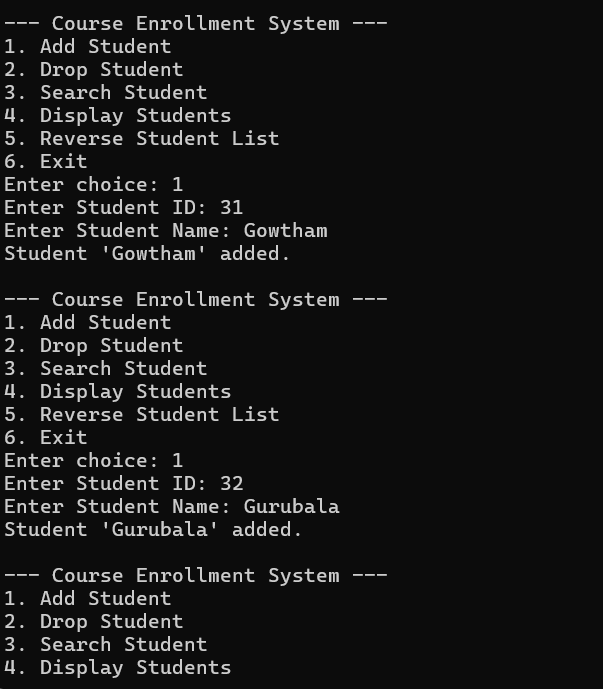 --- Course Enrollment System ---
1. Add Student
2. Drop Student
3. Search Student
4. Display Students
5. Reverse Student List
6. Exit
Enter choice: 1
Enter Student ID: 31
Enter Student Name: Gowtham
Student 'Gowtham' added.

--- Course Enrollment System ---
1. Add Student
2. Drop Student
3. Search Student
4. Display Students
5. Reverse Student List
6. Exit
Enter choice: 1
Enter Student ID: 32
Enter Student Name: Gurubala
Student 'Gurubala' added.

--- Course Enrollment System ---
1. Add Student
2. Drop Student
3. Search Student
4. Display Students